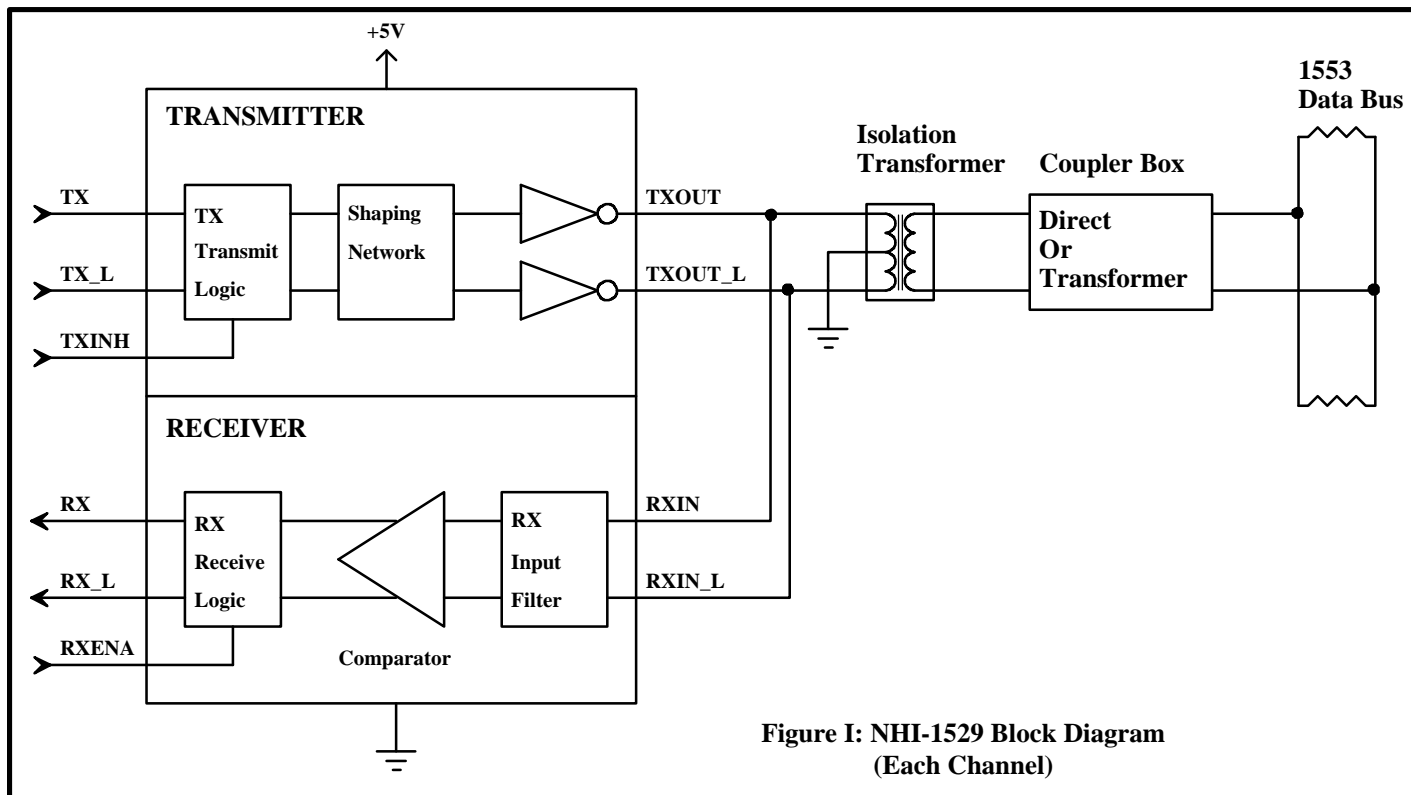 +5V
1553
Data Bus
TRANSMITTER
Isolation
Transformer
Coupler Box
TX
TX_L
TXINH
TX
Transmit
Logic
Shaping
Network
TXOUT
TXOUT_L
Direct
Or
Transformer
RECEIVER
RX
RX_L
RXENA
RX
Receive
Logic
Comparator
RX
Input
Filter
RXIN
RXIN_L
Figure I: NHI-1529 Block Diagram
(Each Channel)